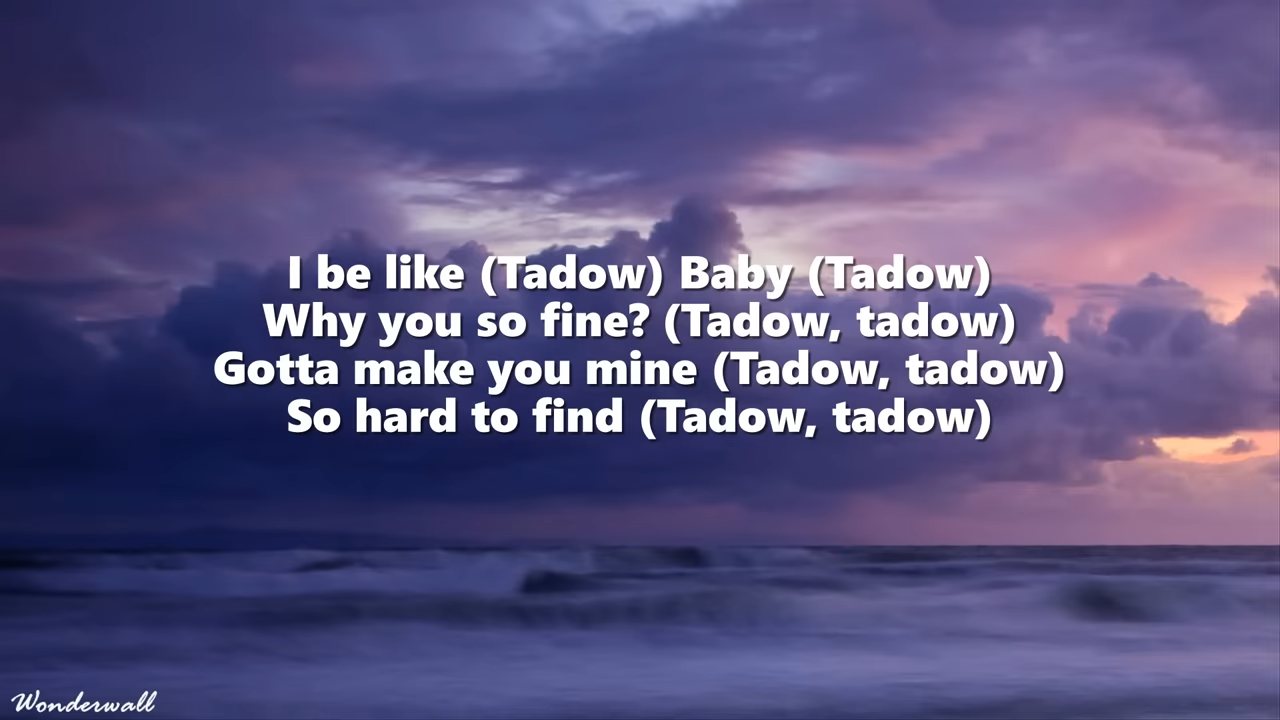 I be like (Tadow) Baby (Tadow)
Why you so fine? (Tadow, tadow)
Gotta make you mine (Tadow, tadow)
So hard to find (Tadow, tadow)
Wonderwall